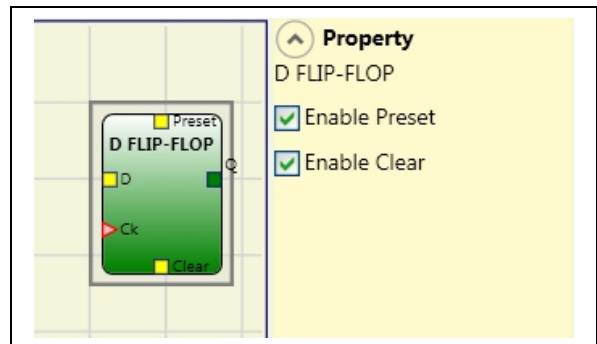 Preset
D FLIP-FLOP
Q
D
Ck
Clear
Property
D FLIP-FLOP
Enable Preset
Enable Clear